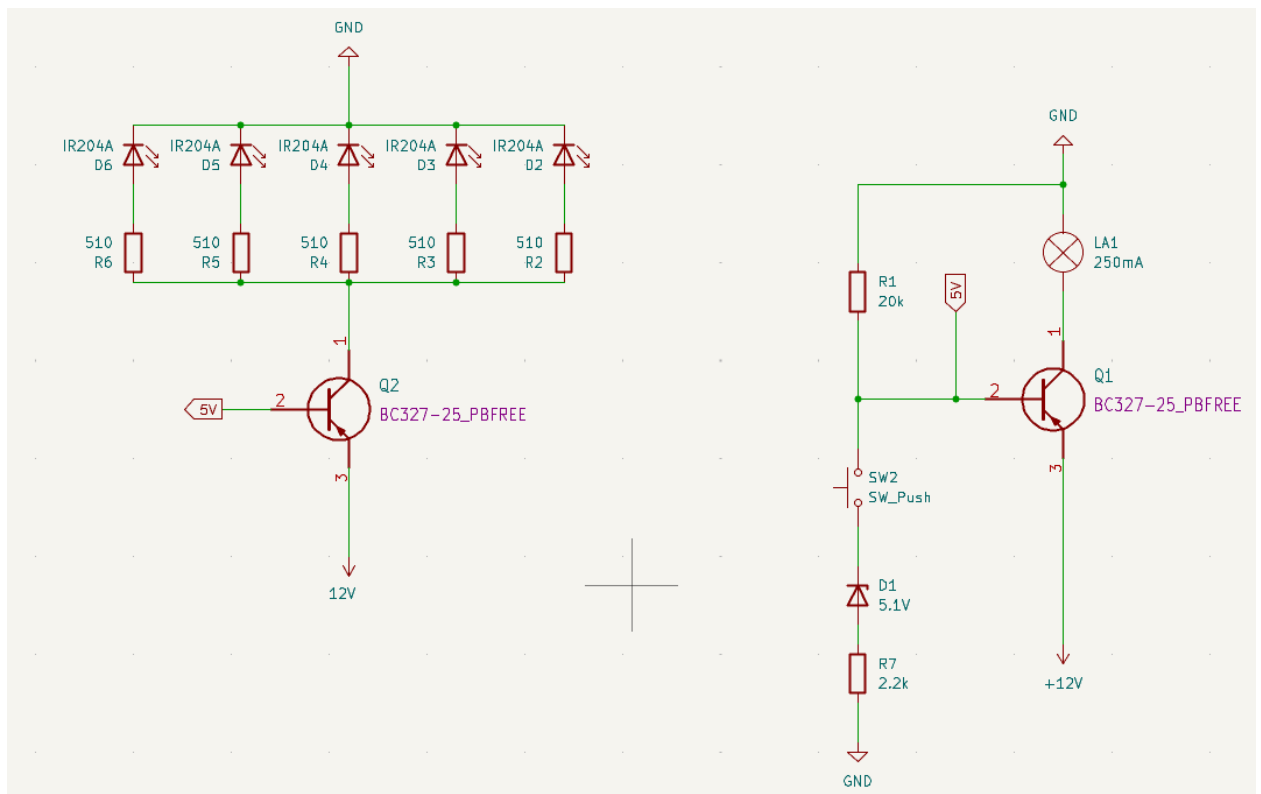 GND
IR204A
D6
IR204A
D5
IR204A
D4
IR204A
D3
IR204A
D2
510
R6
510
R5
510
R4
510
R3
510
R2
1
Q2
2
5V
BC327-25_PBFREE
3
12V
GND
LA1
250mA
R1
20k
5V
1
Q1
2
BC327-25_PBFREE
3
SW2
SW_Push
D1
5.1V
R7
2.2k
+12V
GND